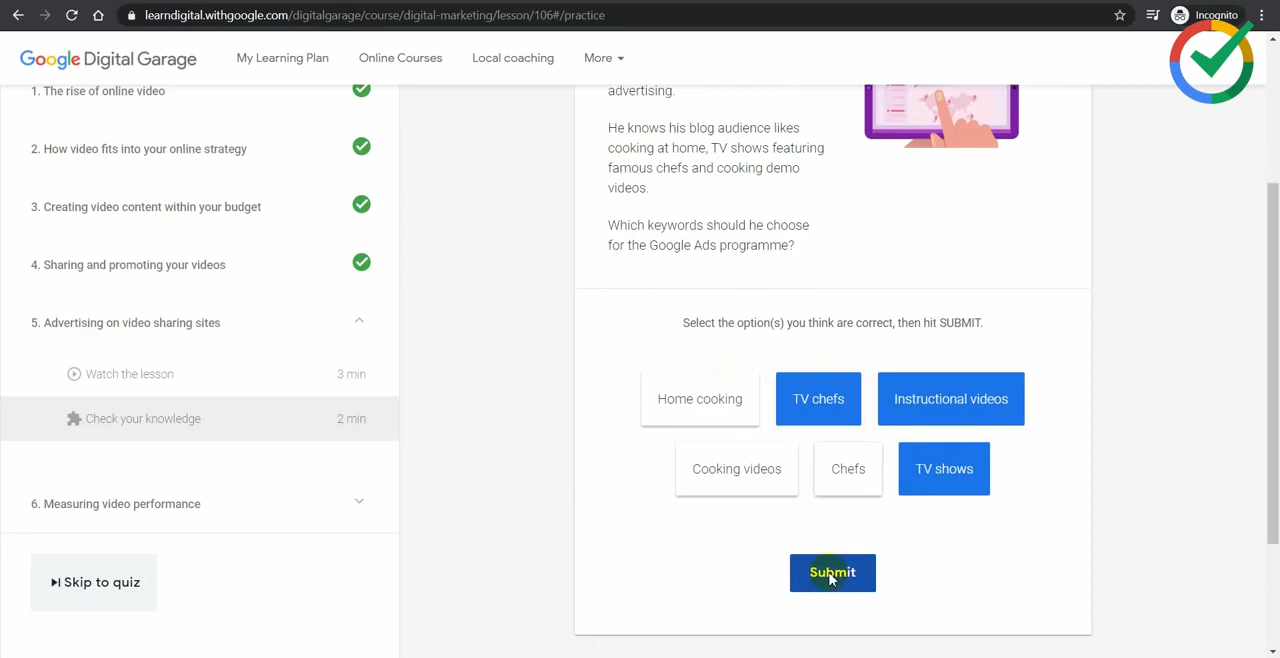 learndigital.withgoogle.com/digitalgarage/course/digital-marketing/lesson/106#/practice
Incognito
Google Digital Garage
My Learning Plan
Online Courses
Local coaching
More
1. The rise of online video
2. How video fits into your online strategy
3. Creating video content within your budget
4. Sharing and promoting your videos
5. Advertising on video sharing sites
Watch the lesson
3 min
Check your knowledge
2 min
6. Measuring video performance
Skip to quiz
advertising.
He knows his blog audience likes
cooking at home, TV shows featuring
famous chefs and cooking demo
videos.
Which keywords should he choose
for the Google Ads programme?
Select the option(s) you think are correct, then hit SUBMIT.
Home cooking
TV chefs
Instructional videos
Cooking videos
Chefs
TV shows
Submit